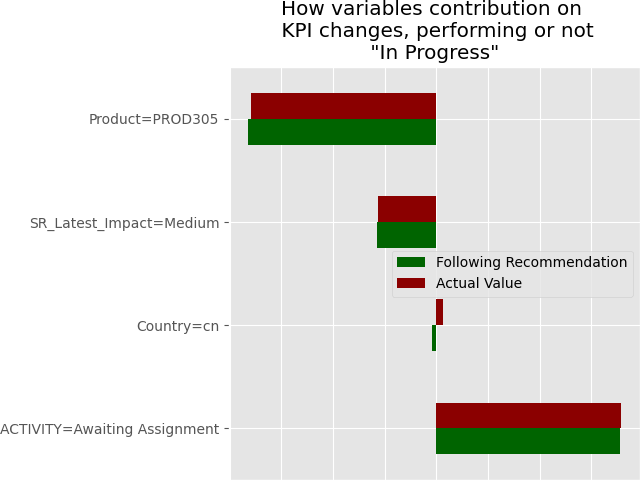 How variables contribution on
KPI changes, performing or not
"In Progress"
Product=PROD305
SR_Latest_Impact=Medium
Following Recommendation
Actual Value
Country=cn
ACTIVITY=Awaiting Assignment